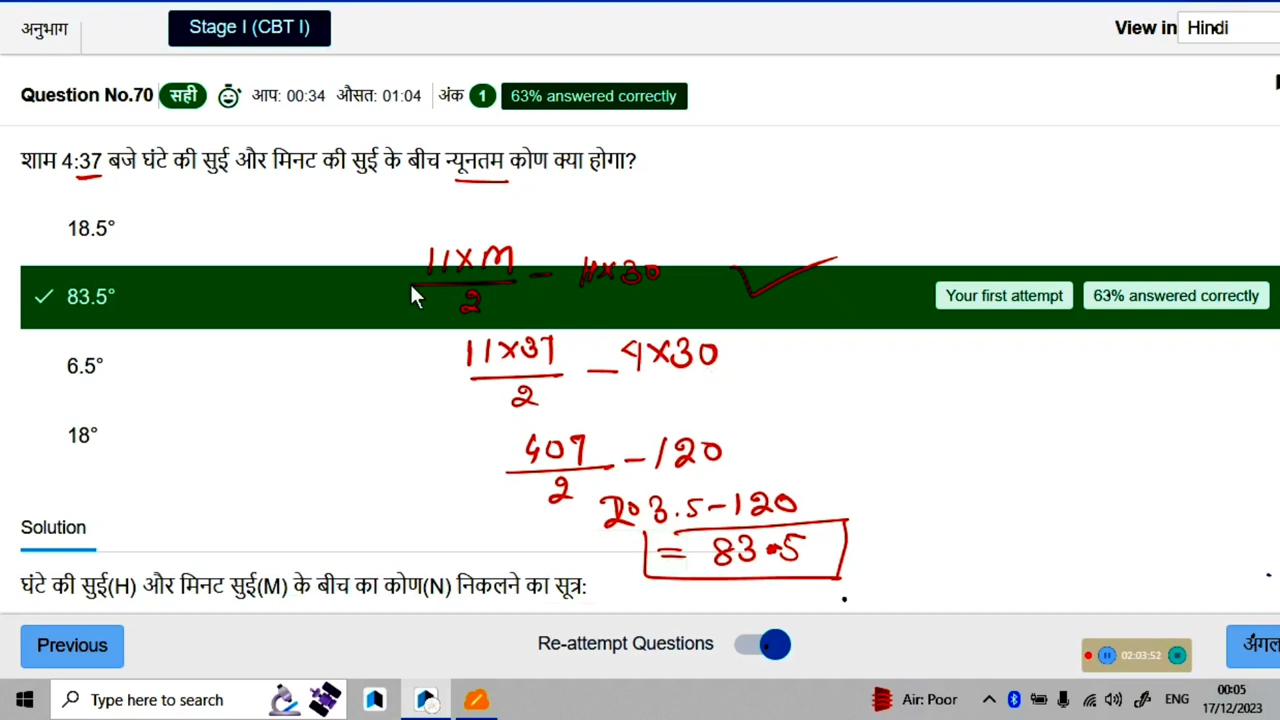 अनुभाग
Stage I (CBT I)
View in Hindi
Question No.70 सही आप: 00:34 औसत: 01:04 अंक 1 63% answered correctly
शाम 4:37 बजे घंटे की सुई और मिनट की सुई के बीच न्यूनतम कोण क्या होगा?
18.5°
11×M/2 - H×30
83.5° Your first attempt 63% answered correctly
11×37/2 - 4×30
6.5°
18°
407/2 - 120
203.5-120
Solution
= 83.5
घंटे की सुई(H) और मिनट सुई(M) के बीच का कोण(N) निकलने का सूत्र:
Previous Re-attempt Questions 02:03:52
Type here to search Air: Poor ENG 00:05
17/12/2023